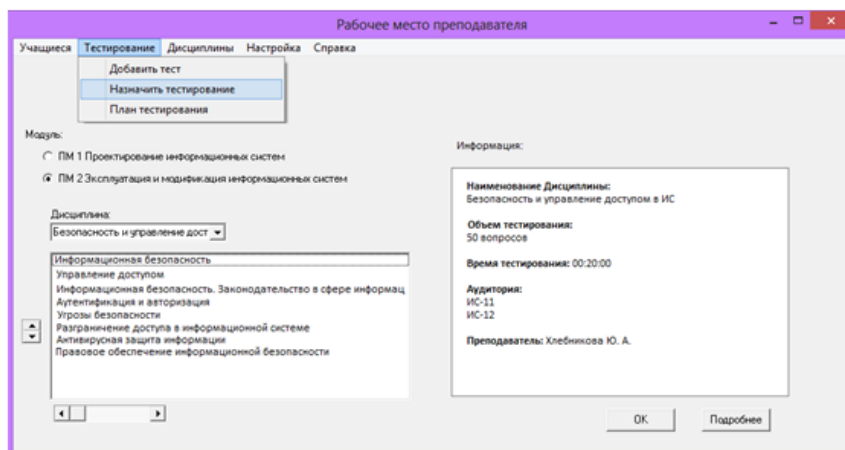 Рабочее место преподавателя
Учащиеся Тестирование Дисциплины Настройка Справка
Добавить тест
Назначить тестирование
План тестирования
Модуль:
ПМ 1 Проектирование информационных систем
ПМ 2 Эксплуатация и модификация информационных систем
Дисциплина:
Безопасность и управление дост
Информационная безопасность
Управление доступом
Информационная безопасность. Законодательство в сфере информац
Аутентификация и авторизация
Угрозы безопасности
Разграничение доступа в информационной системе
Антивирусная защита информации
Правовое обеспечение информационной безопасности
Информация:
Наименование Дисциплины:
Безопасность и управление доступом в ИС
Объем тестирования:
50 вопросов
Время тестирования: 00:20:00
Аудитория:
ИС-11
ИС-12
Преподаватель: Хлебникова Ю. А.
OK Подробнее